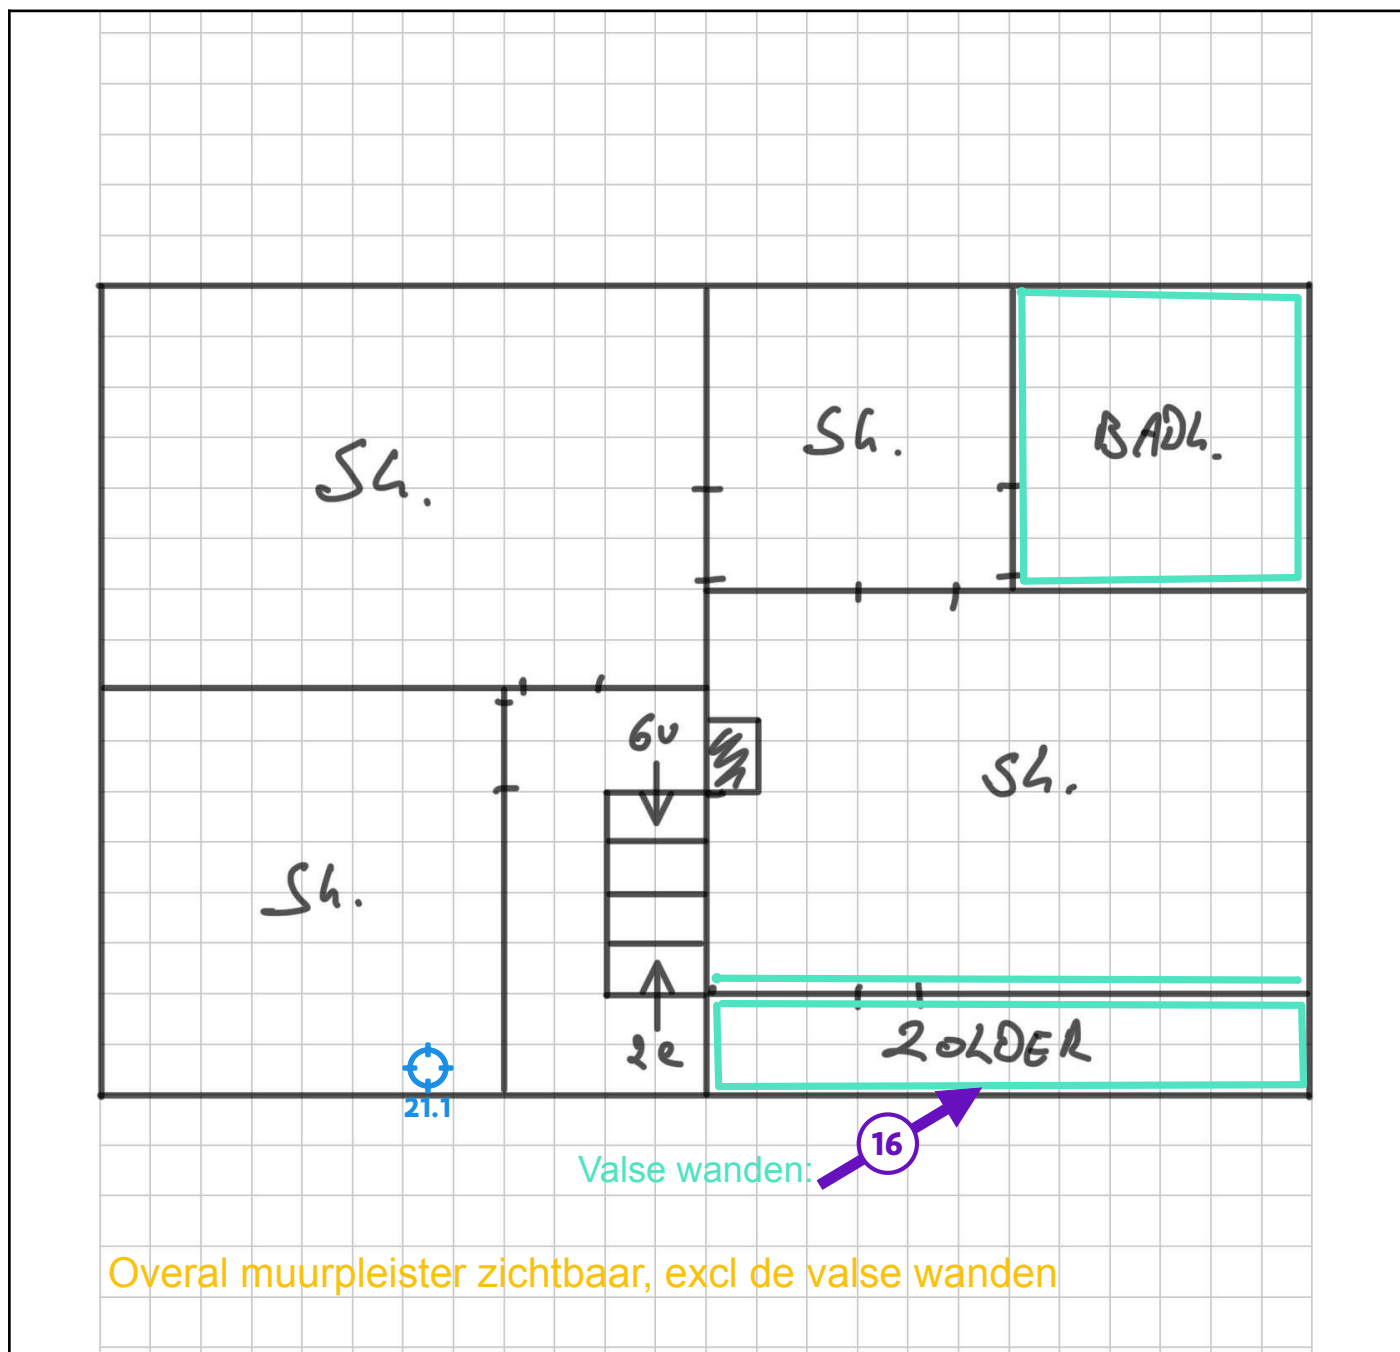 Sk.
Sk.
BADk.
Gv
Sk.
Sk.
2e
ZOLDER
21.1
16
Valse wanden:
Overal muurpleister zichtbaar, excl de valse wanden